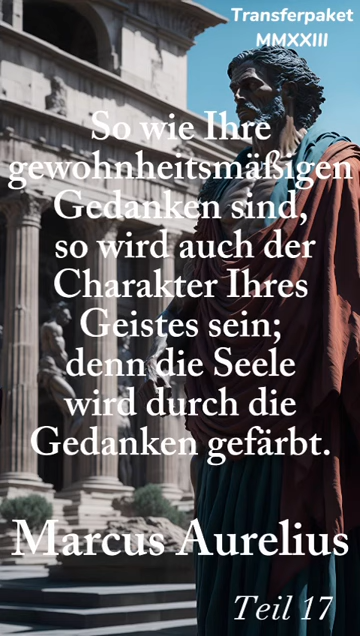 Transferpaket
MMXXIII
So wie Ihre
gewohnheitsmäßigen
Gedanken sind,
so wird auch der
Charakter Ihres
Geistes sein;
denn die Seele
wird durch die
Gedanken gefärbt.
Marcus Aurelius
Teil 17